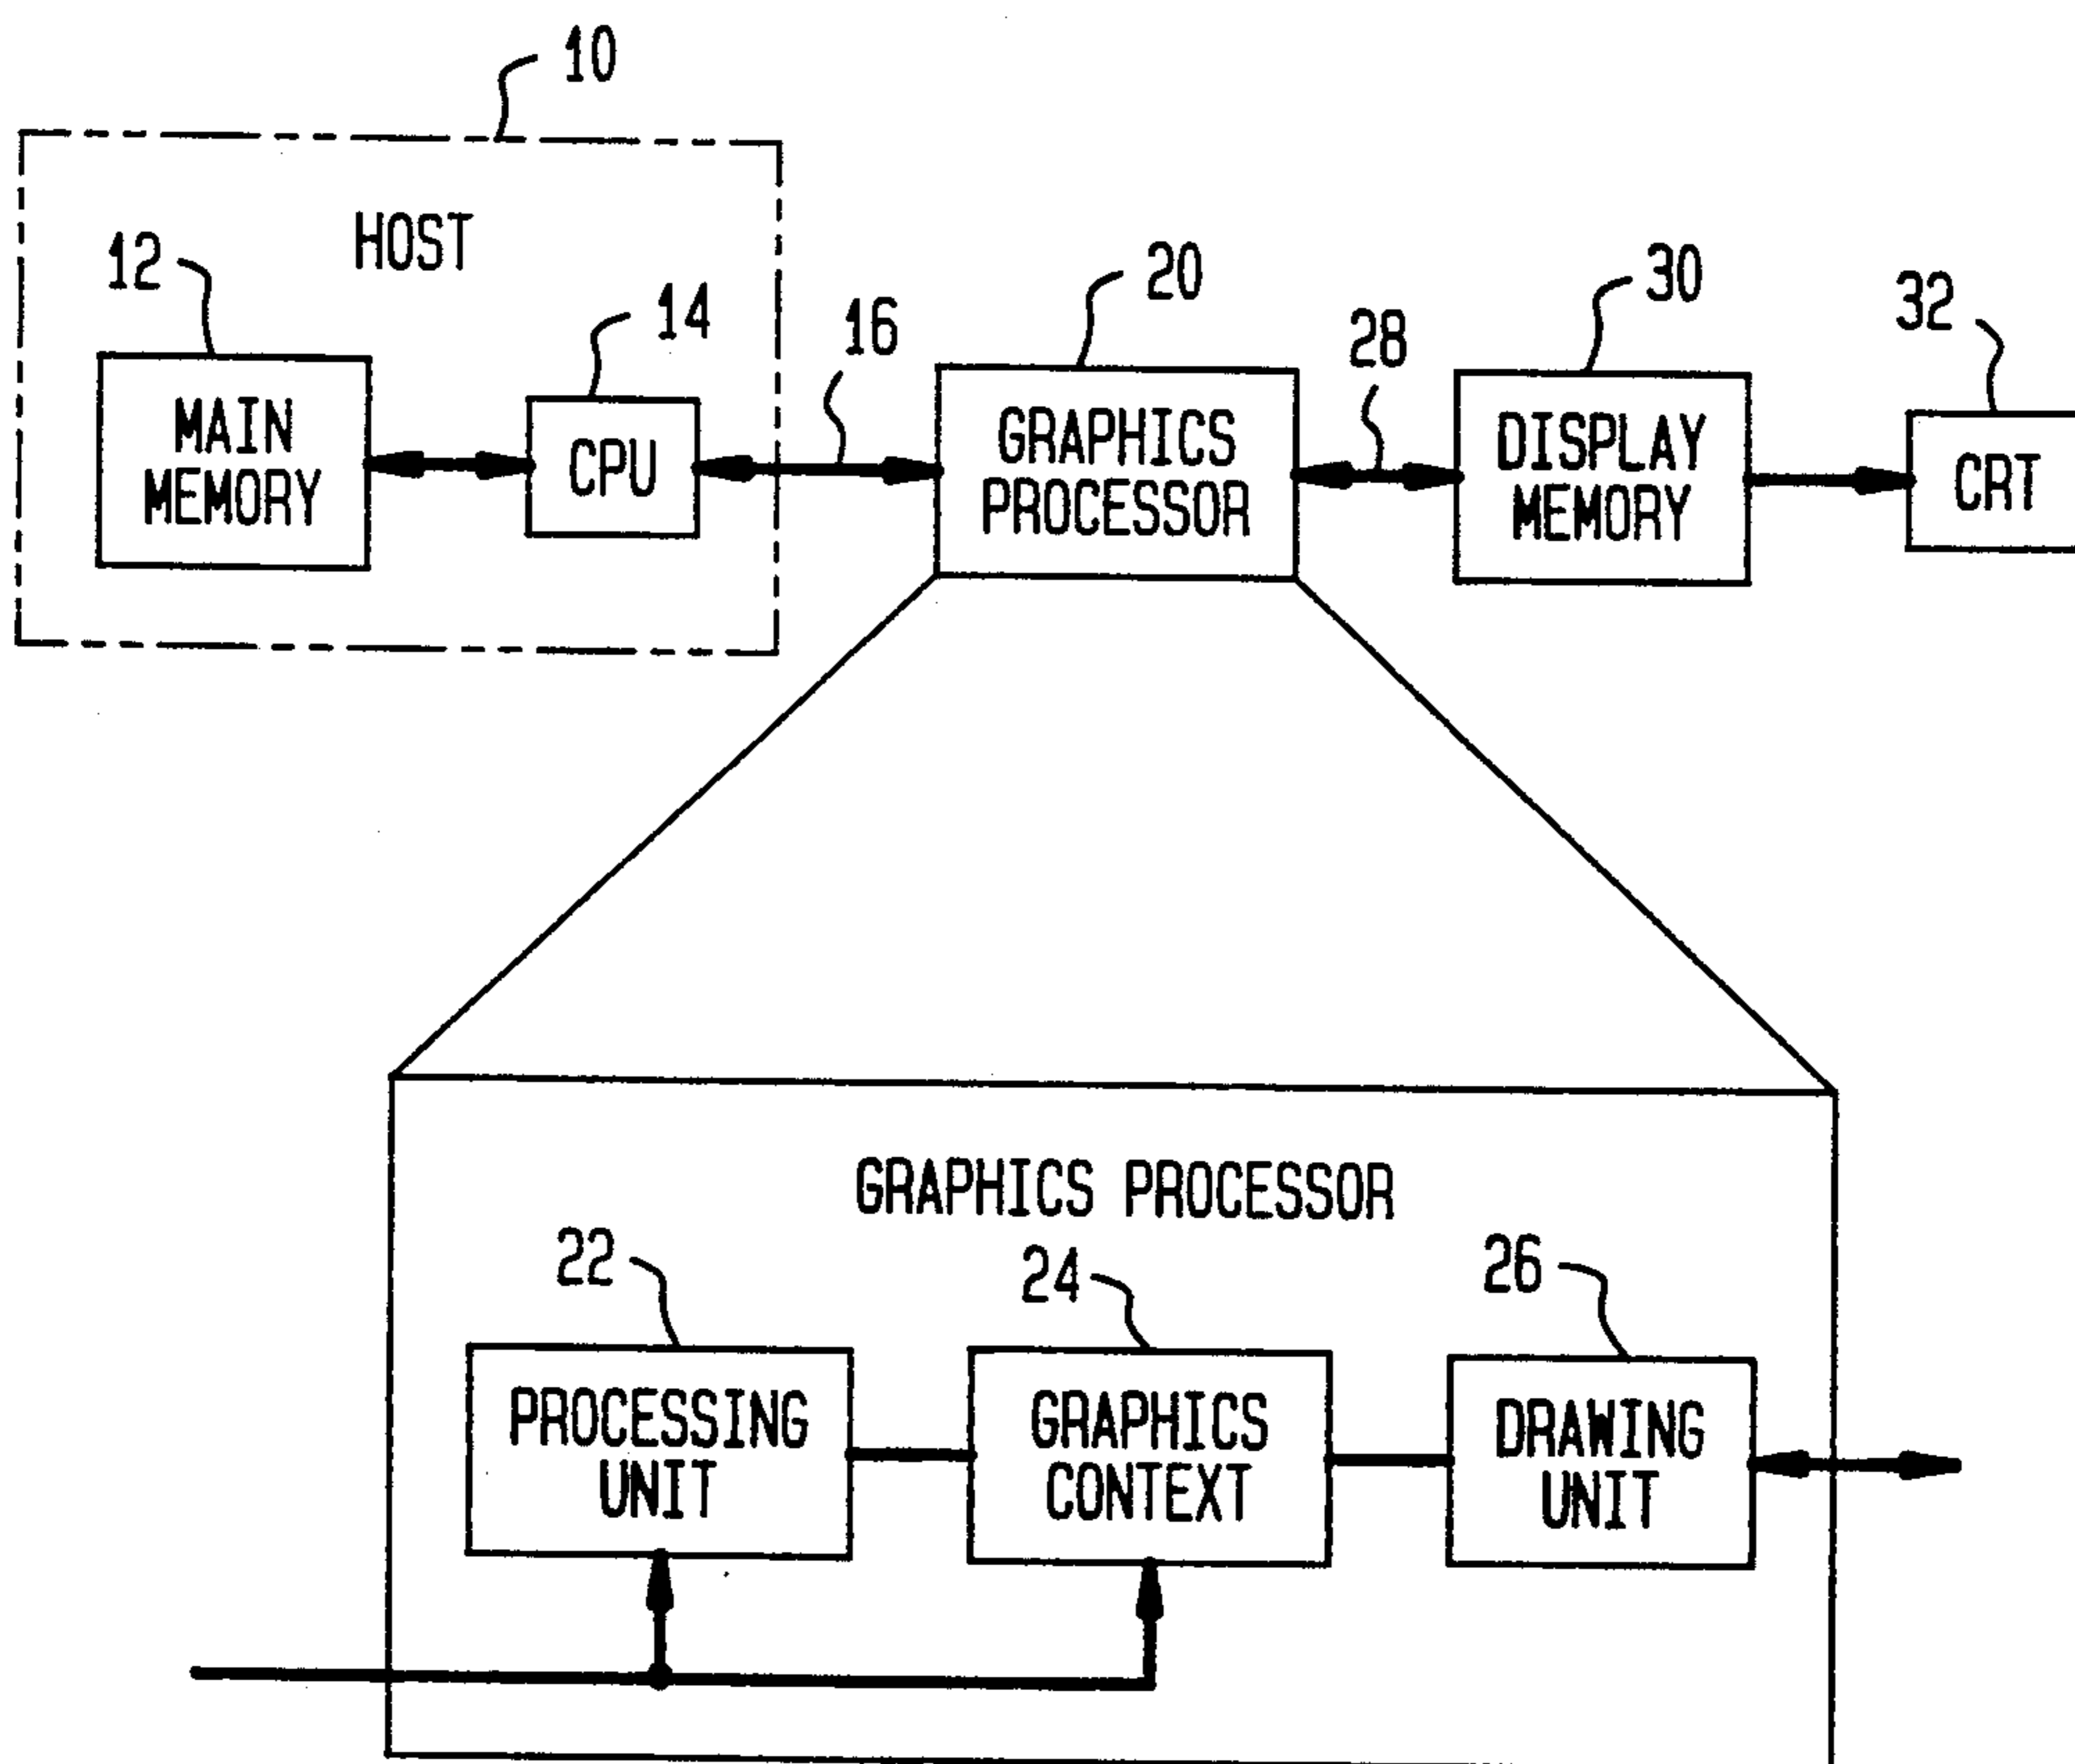 10
HOST
12
14
16
20
28
30
32
MAIN
MEMORY
CPU
GRAPHICS
PROCESSOR
DISPLAY
MEMORY
CRT
GRAPHICS PROCESSOR
22
24
26
PROCESSING
UNIT
GRAPHICS
CONTEXT
DRAWING
UNIT